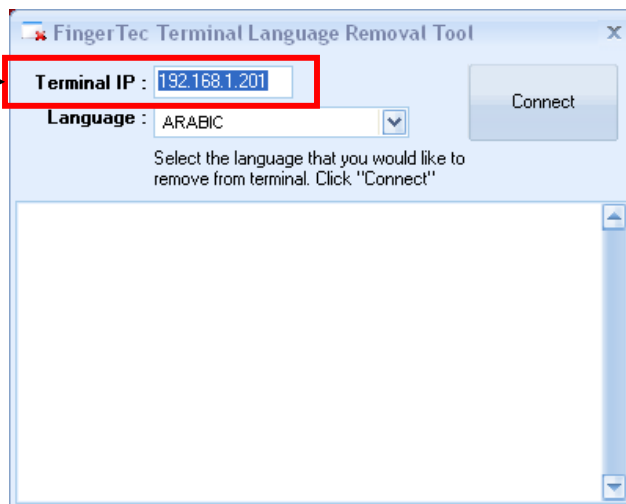 FingerTec Terminal Language Removal Tool
Terminal IP : 192.168.1.201
Connect
Language : ARABIC
Select the language that you would like to
remove from terminal. Click "Connect"